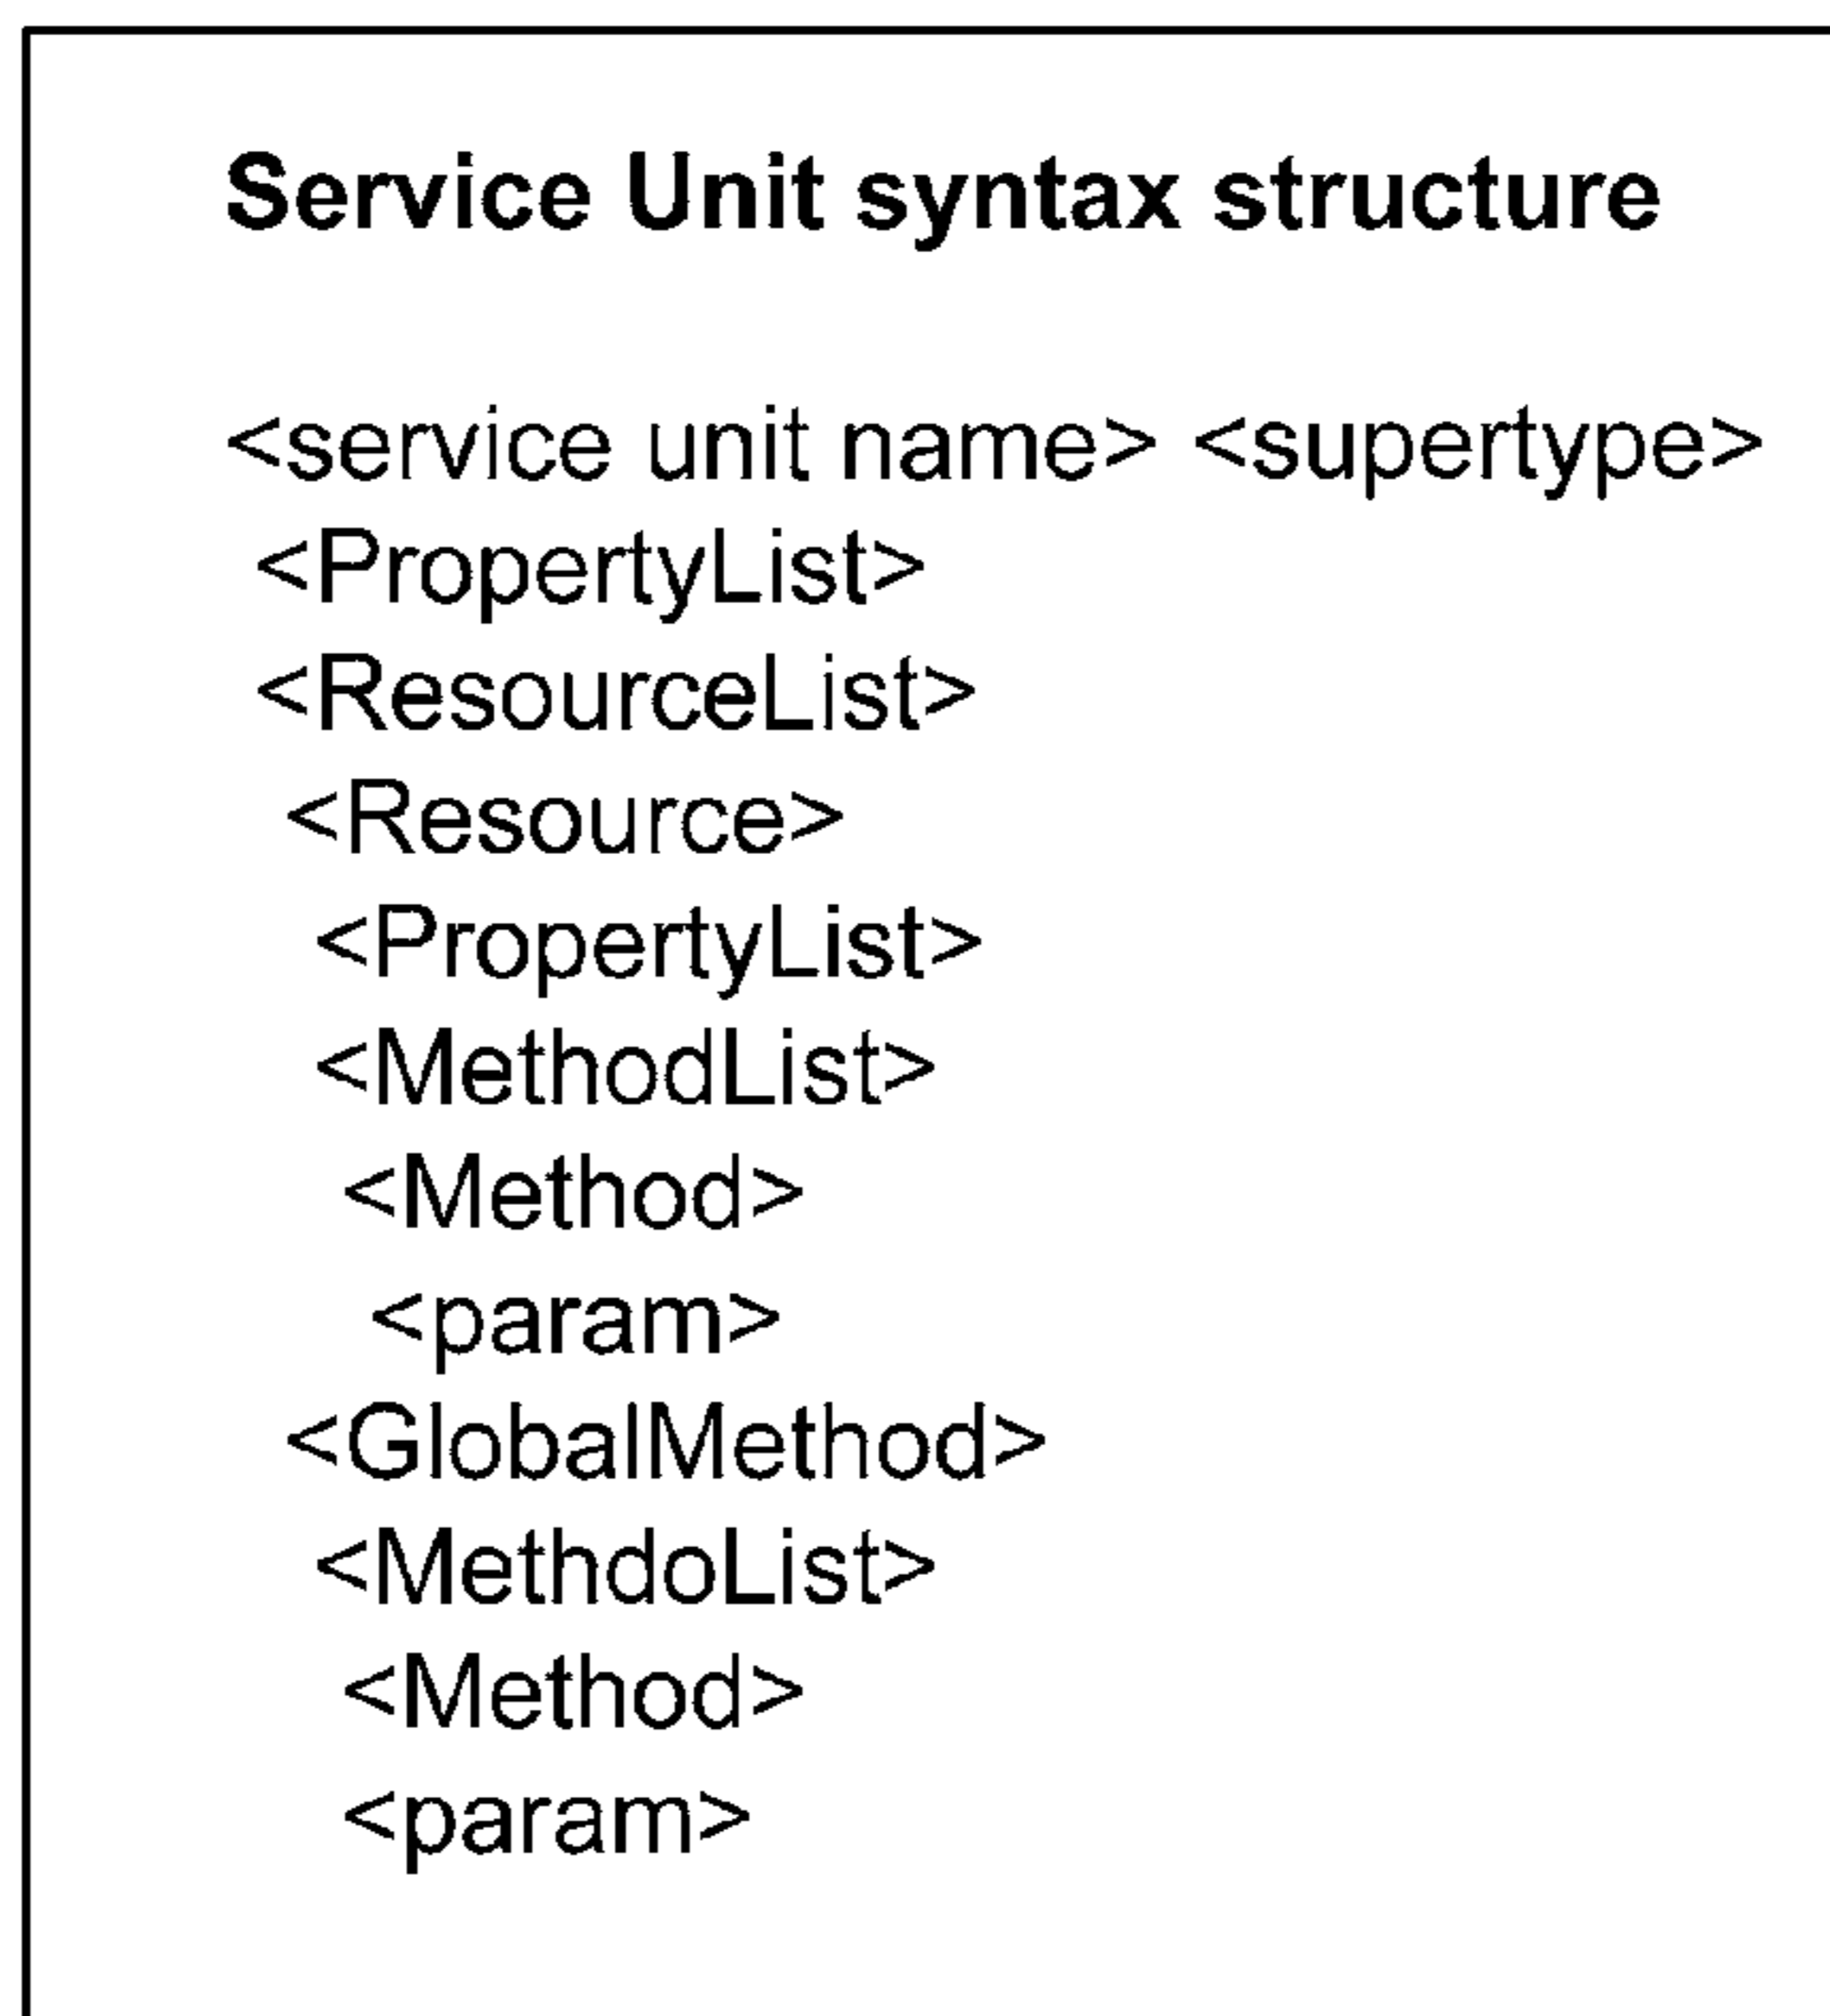 Service Unit syntax structure
<service unit name> <supertype>
<PropertyList>
<ResourceList>
<Resource>
<PropertyList>
<MethodList>
<Method>
<param>
<GlobalMethod>
<MethdoList>
<Method>
<param>